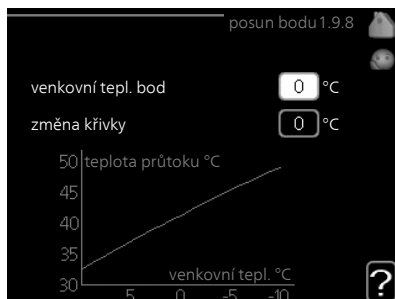 posun bodu 1.9.8
venkovní tepl. bod 0 °C
změna křivky 0 °C
50 teplota průtoku °C
45
40
35
30
venkovní tepl. °C
5 0 -5 -10
?